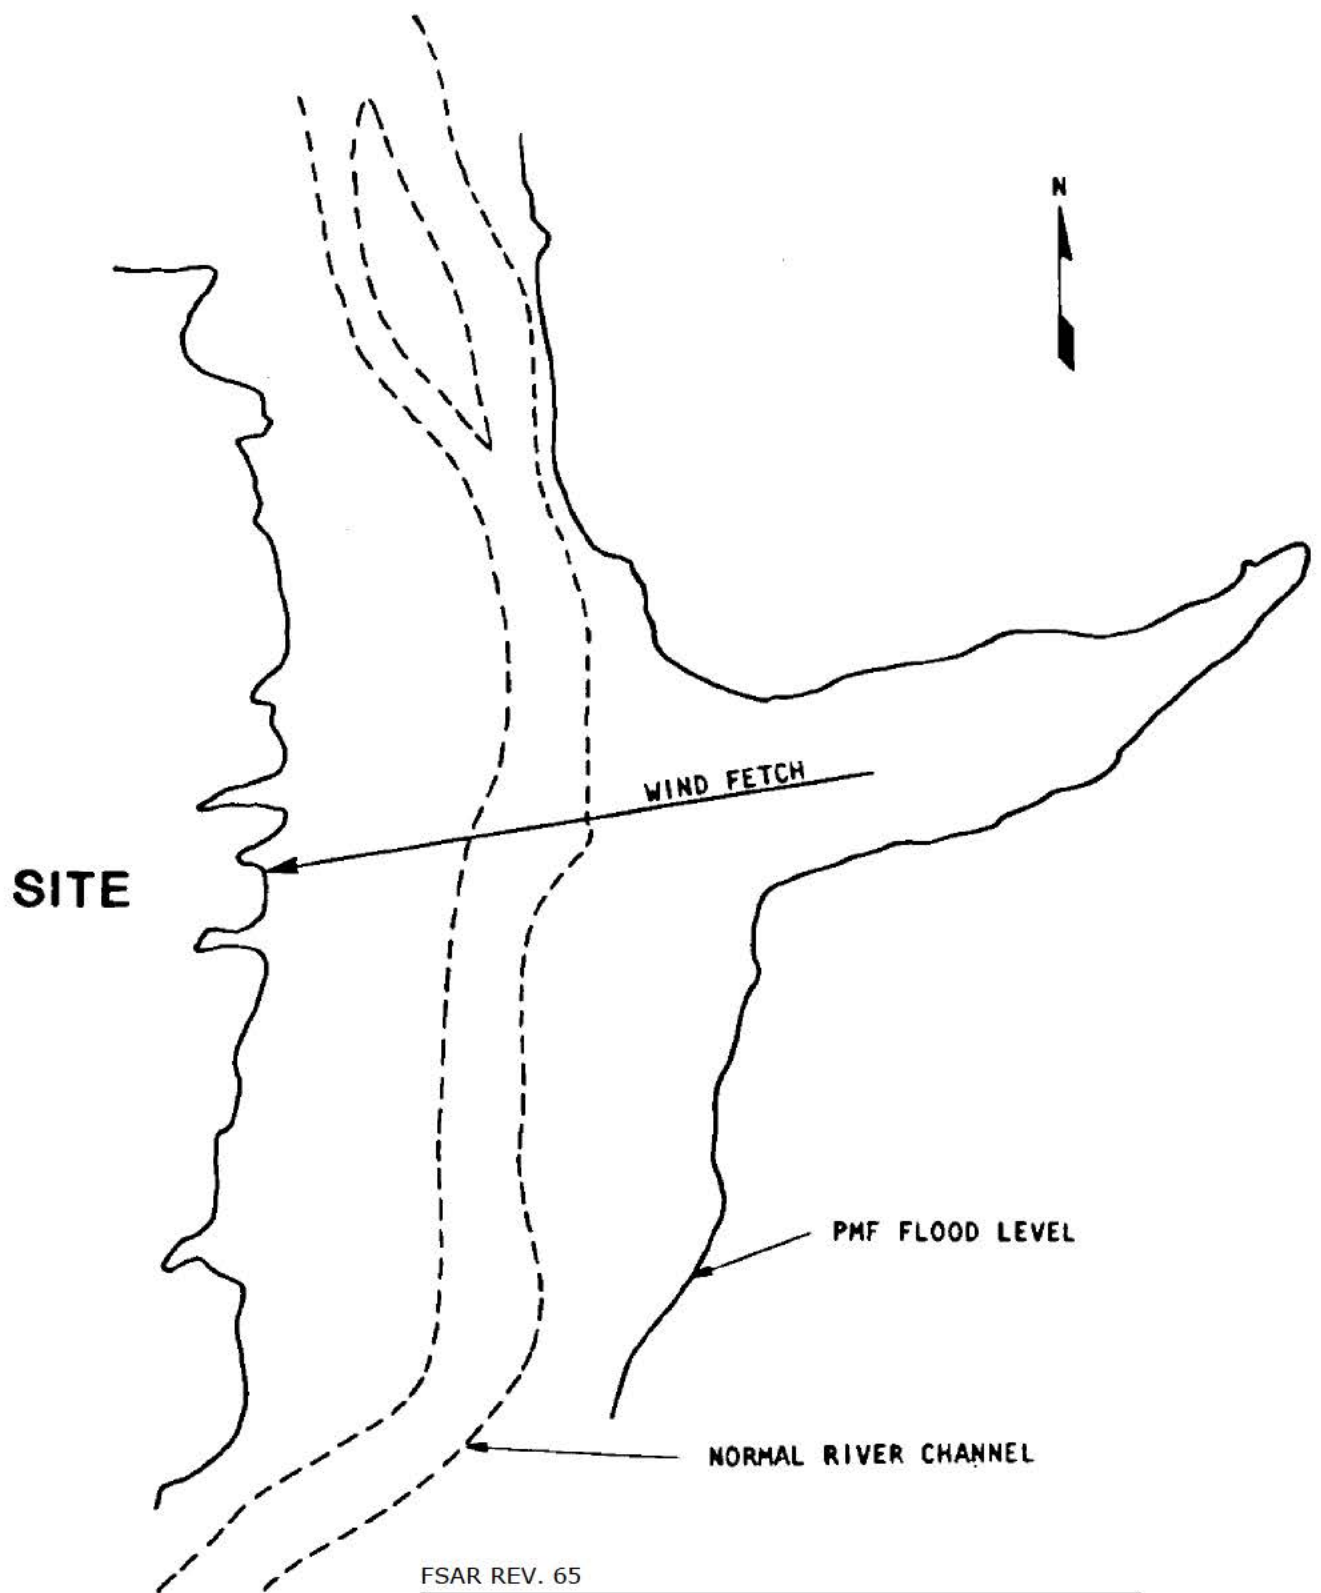 N
WIND FETCH
SITE
PMF FLOOD LEVEL
NORMAL RIVER CHANNEL
FSAR REV. 65